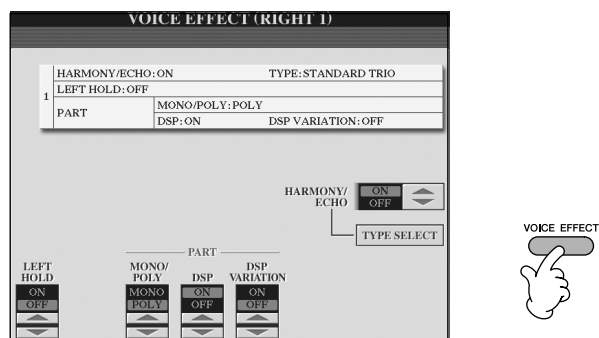 VOICE EFFECT (RIGHT 1)
HARMONY/ECHO: ON TYPE: STANDARD TRIO
1
LEFT HOLD: OFF
PART
MONO/POLY: POLY
DSP: ON DSP VARIATION: OFF
HARMONY/
ECHO
ON
OFF
TYPE SELECT
VOICE EFFECT
PART
LEFT
HOLD
MONO/
POLY
DSP
DSP
VARIATION
ON
OFF
MONO
POLY
ON
OFF
ON
OFF